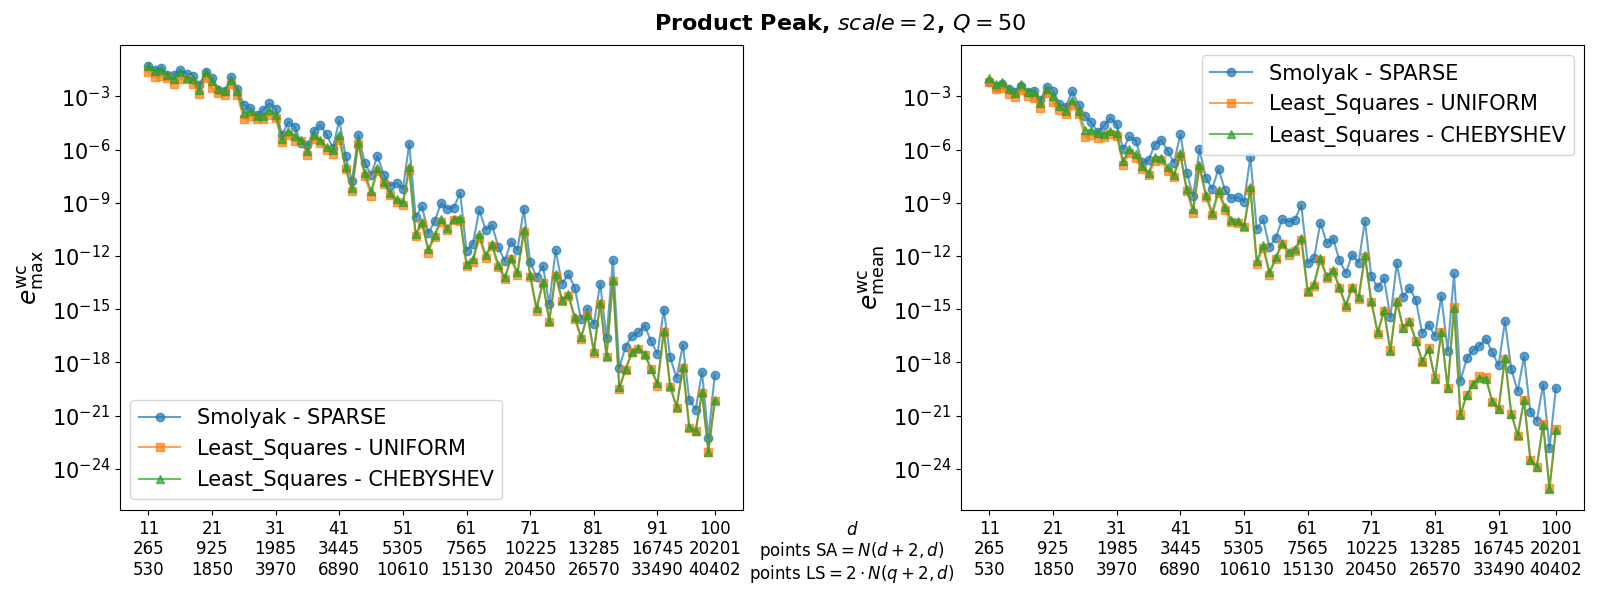 Product Peak, scale = 2, Q = 50
e^{wc}_{max}
10^{-3}
10^{-6}
10^{-9}
10^{-12}
10^{-15}
10^{-18}
10^{-21}
10^{-24}
Smolyak - SPARSE
Least_Squares - UNIFORM
Least_Squares - CHEBYSHEV
11 21 31 41 51 61 71 81 91 100
265 925 1985 3445 5305 7565 10225 13285 16745 20201
530 1850 3970 6890 10610 15130 20450 26570 33490 40402
d
points SA = N(d + 2, d)
points LS = 2 · N(q + 2, d)
e^{wc}_{mean}
10^{-3}
10^{-6}
10^{-9}
10^{-12}
10^{-15}
10^{-18}
10^{-21}
10^{-24}
Smolyak - SPARSE
Least_Squares - UNIFORM
Least_Squares - CHEBYSHEV
11 21 31 41 51 61 71 81 91 100
265 925 1985 3445 5305 7565 10225 13285 16745 20201
530 1850 3970 6890 10610 15130 20450 26570 33490 40402